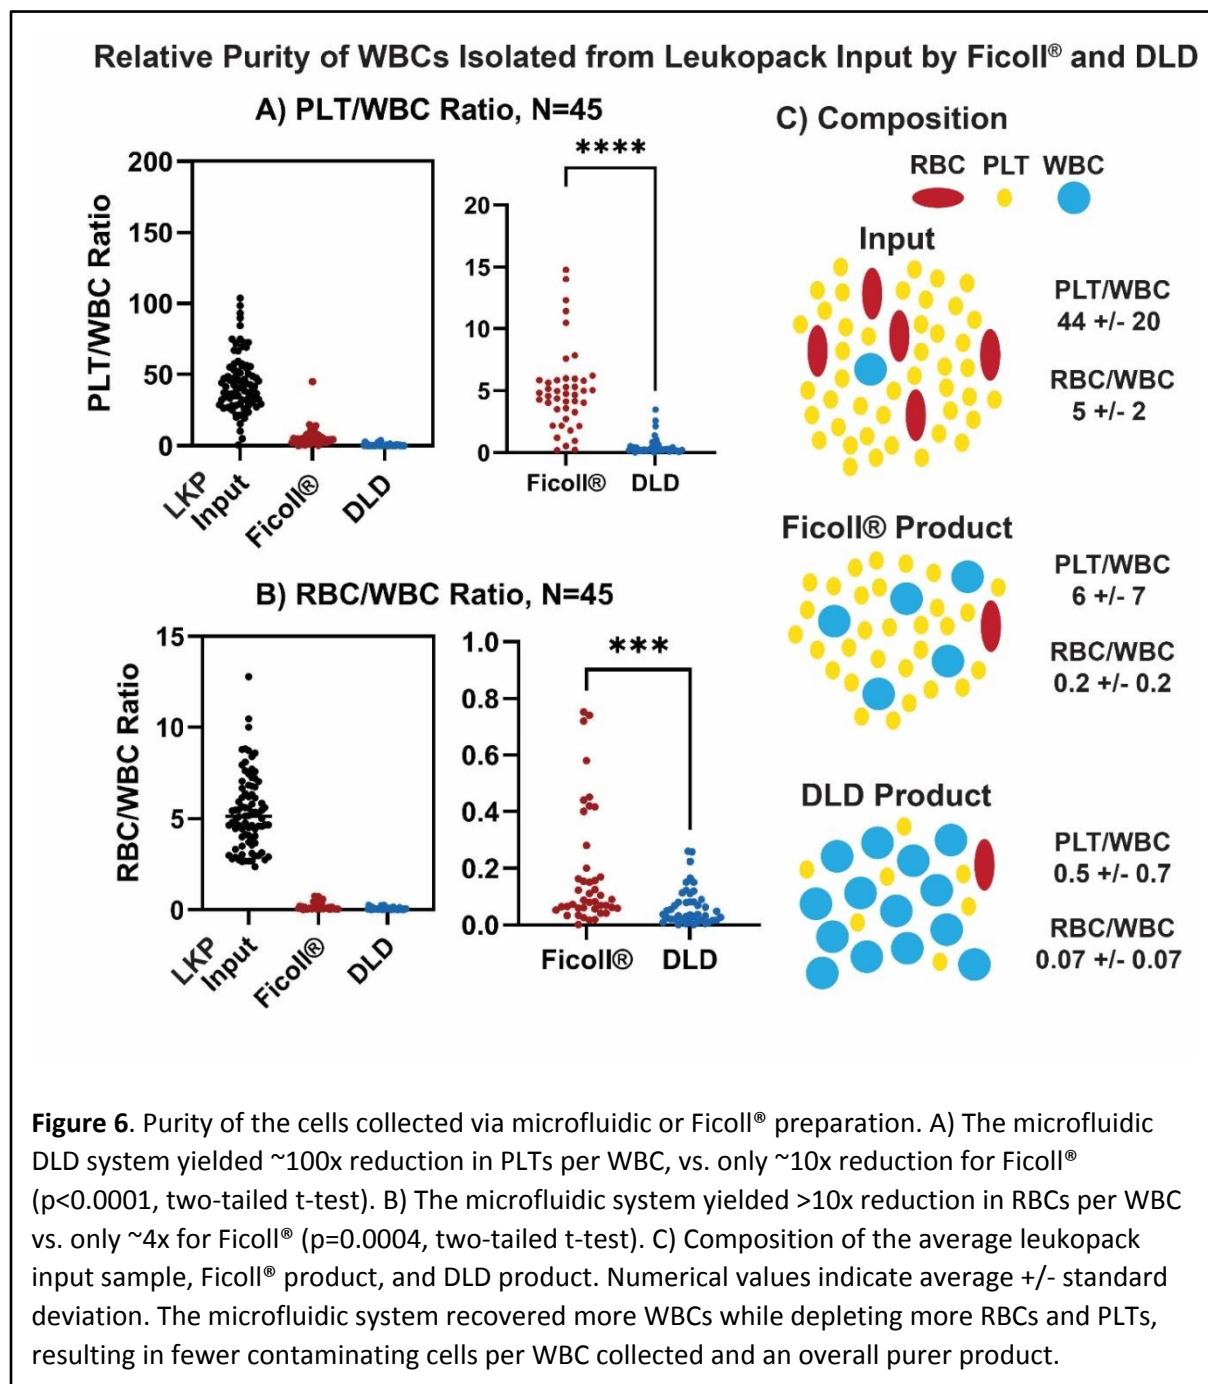 Relative Purity of WBCs Isolated from Leukopack Input by Ficoll® and DLD
A) PLT/WBC Ratio, N=45
PLT/WBC Ratio
200
150
100
50
0
LKP
Input
Ficoll®
DLD
****
20
15
10
5
0
Ficoll®
DLD
B) RBC/WBC Ratio, N=45
RBC/WBC Ratio
15
10
5
0
LKP
Input
Ficoll®
DLD
***
1.0
0.8
0.6
0.4
0.2
0.0
Ficoll®
DLD
C) Composition
RBC PLT WBC
Input
PLT/WBC
44 +/- 20
RBC/WBC
5 +/- 2
Ficoll® Product
PLT/WBC
6 +/- 7
RBC/WBC
0.2 +/- 0.2
DLD Product
PLT/WBC
0.5 +/- 0.7
RBC/WBC
0.07 +/- 0.07
Figure 6. Purity of the cells collected via microfluidic or Ficoll® preparation. A) The microfluidic
DLD system yielded ~100x reduction in PLTs per WBC, vs. only ~10x reduction for Ficoll®
(p<0.0001, two-tailed t-test). B) The microfluidic system yielded >10x reduction in RBCs per WBC
vs. only ~4x for Ficoll® (p=0.0004, two-tailed t-test). C) Composition of the average leukopack
input sample, Ficoll® product, and DLD product. Numerical values indicate average +/- standard
deviation. The microfluidic system recovered more WBCs while depleting more RBCs and PLTs,
resulting in fewer contaminating cells per WBC collected and an overall purer product.